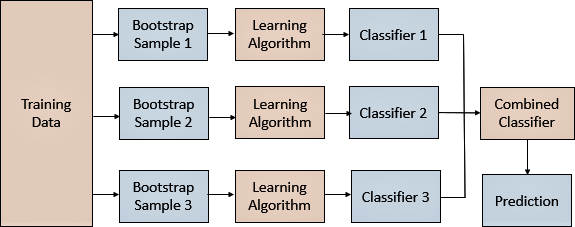 Training
Data
Bootstrap
Sample 1
Learning
Algorithm
Classifier 1
Bootstrap
Sample 2
Learning
Algorithm
Classifier 2
Bootstrap
Sample 3
Learning
Algorithm
Classifier 3
Combined
Classifier
Prediction